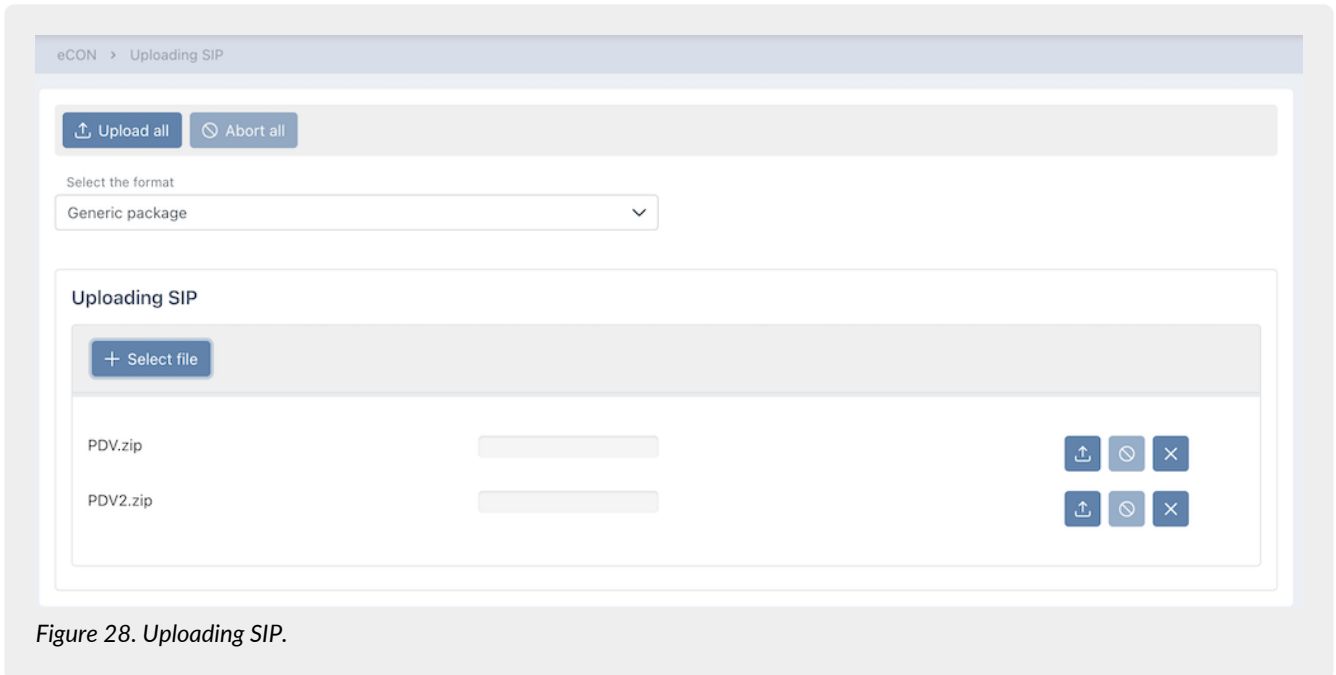 eCON > Uploading SIP
Upload all Abort all
Select the format
Generic package
Uploading SIP
Select file
PDV.zip
PDV2.zip
Figure 28. Uploading SIP.